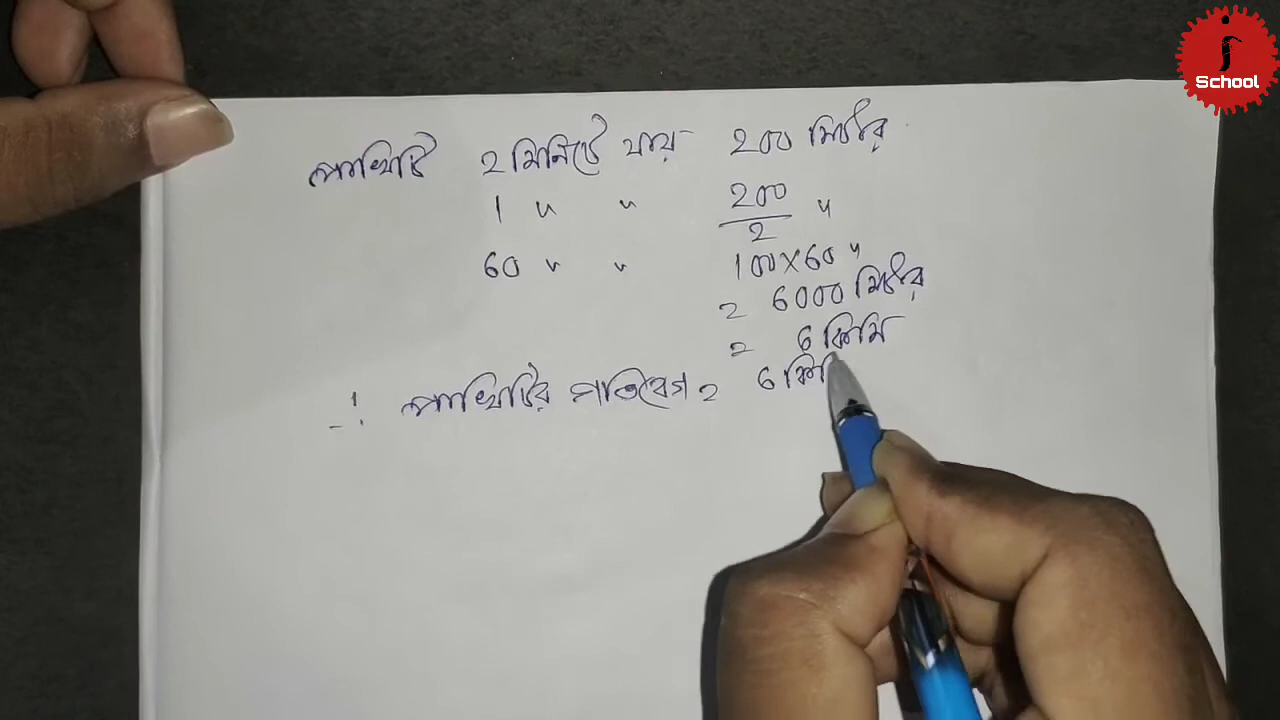 School
পাখিটি 2 মিনিটে যায় 200 মিটার
1 " " 200/2 "
60 " " 100×60 "
= 6000 মিটার
= 6 কিমি
∴ পাখিটির গতিবেগ = 6 কি